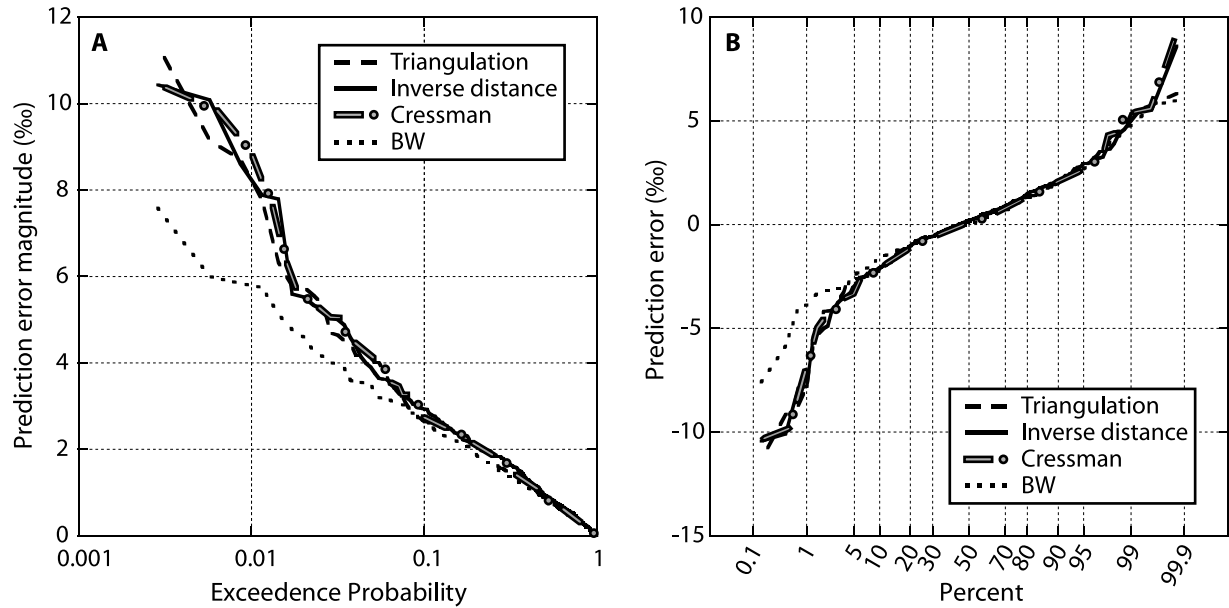 A
Prediction error magnitude (‰)
12
10
8
6
4
2
0
0.001
0.01
0.1
1
Exceedence Probability
Triangulation
Inverse distance
Cressman
BW
B
Prediction error (‰)
10
5
0
-5
-10
-15
0.1
1
5
10
20
30
50
70
80
90
95
99
99.9
Percent
Triangulation
Inverse distance
Cressman
BW